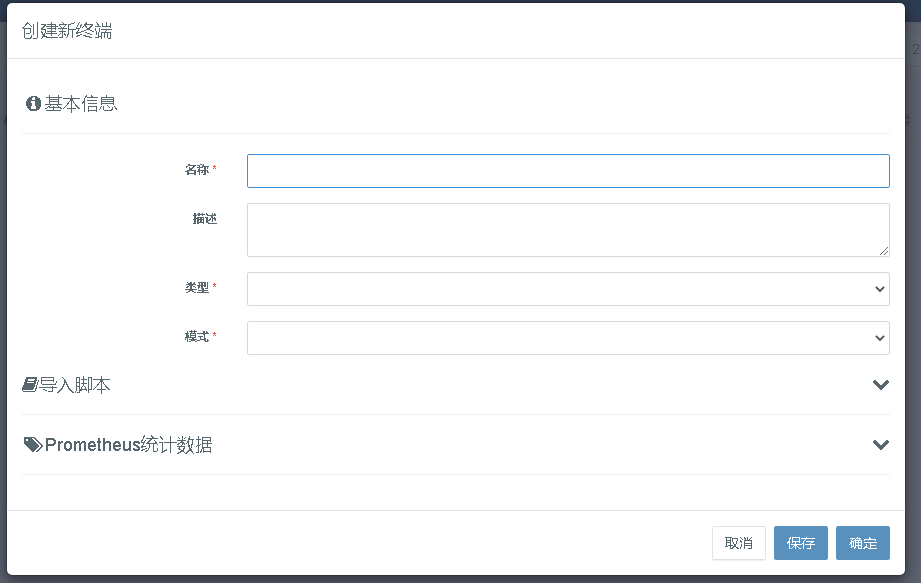 创建新终端
基本信息
名称 *
描述
类型 *
模式 *
导入脚本
Prometheus统计数据
取消 保存 确定